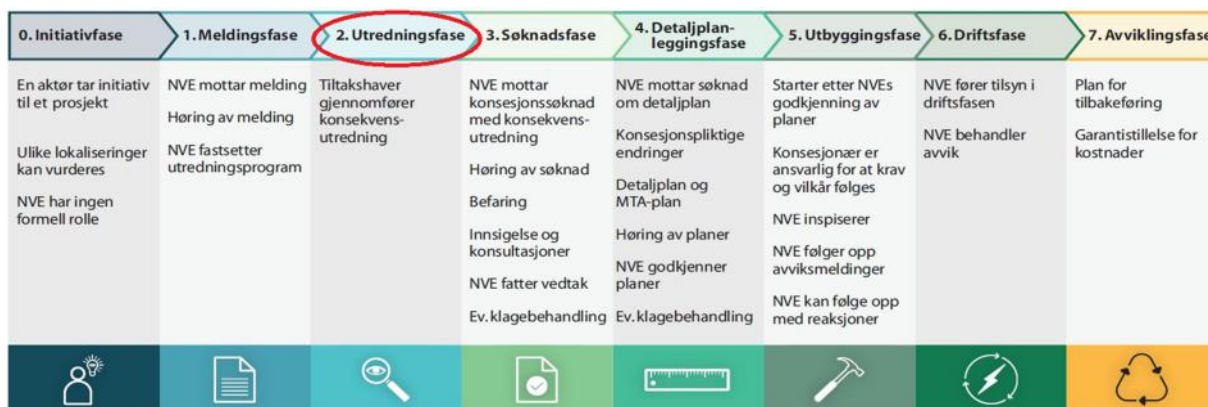 0. Initiativfase
1. Meldingsfase
2. Utredningsfase
3. Søknadsfase
4. Detaljplan-
leggingsfase
5. Utbyggingsfase
6. Driftsfase
7. Avviklingsfase
En aktør tar initiativ
til et prosjekt
Ulike lokaliseringer
kan vurderes
NVE har ingen
formell rolle
NVE mottar melding
Høring av melding
NVE fastsetter
utredningsprogram
Tiltakshaver
gjennomfører
konsekvens-
utredning
NVE mottar
konsesjonssøknad
med konsekvens-
utredning
Høring av søknad
Befaring
Innsigelse og
konsultasjoner
NVE fatter vedtak
Ev. klagebehandling
NVE mottar søknad
om detaljplan
Konsesjonspliktige
endringer
Detaljplan og
MTA-plan
Høring av planer
NVE godkjenner
planer
Ev. klagebehandling
Starter etter NVEs
godkjenning av
planer
Konsesjonær er
ansvarlig for at krav
og vilkår følges
NVE inspiserer
NVE følger opp
avviksmeldinger
NVE kan følge opp
med reaksjoner
NVE fører tilsyn i
driftsfasen
NVE behandler
avvik
Plan for
tilbakeføring
Garantistillelse for
kostnader